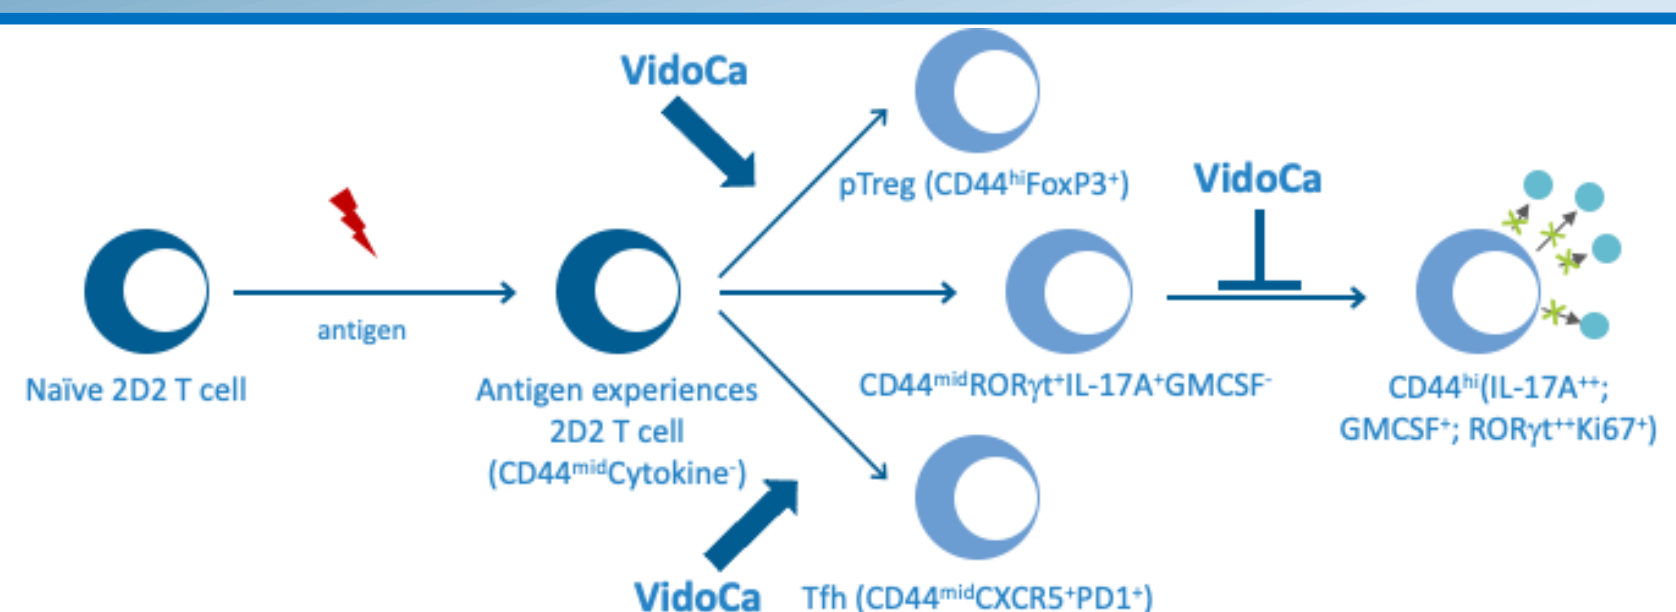 VidoCa
pTreg (CD44ʰⁱFoxP3⁺)
VidoCa
antigen
Naïve 2D2 T cell
Antigen experiences
2D2 T cell
(CD44ᵐⁱᵈCytokine⁻)
CD44ᵐⁱᵈRORγt⁺IL-17A⁺GMCSF⁻
CD44ʰⁱ(IL-17A⁺⁺;
GMCSF⁺; RORγt⁺⁺Ki67⁺)
VidoCa
Tfh (CD44ᵐⁱᵈCXCR5⁺PD1⁺)